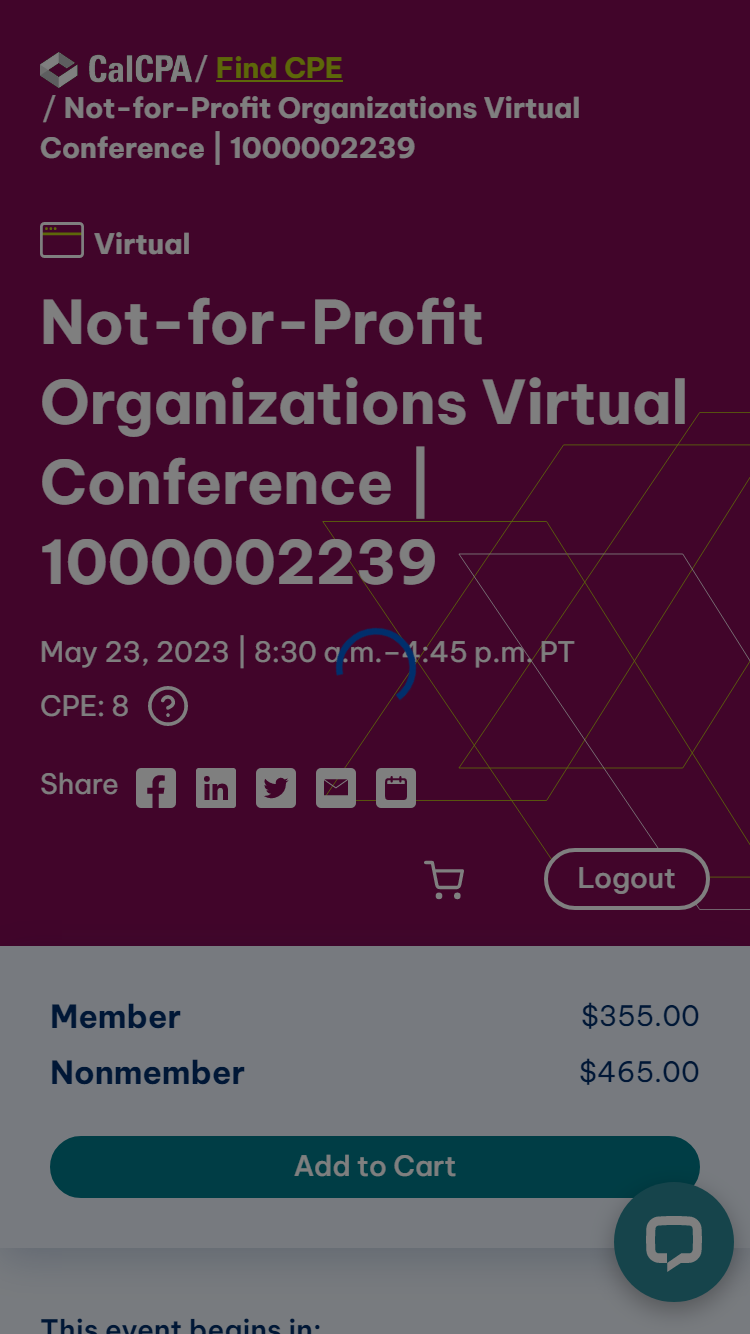 CalCPA / Find CPE
/ Not-for-Profit Organizations Virtual
Conference | 1000002239
Virtual
Not-for-Profit
Organizations Virtual
Conference |
1000002239
May 23, 2023 | 8:30 a.m.–4:45 p.m. PT
CPE: 8
Share
Logout
Member $355.00
Nonmember $465.00
Add to Cart
This event begins in: